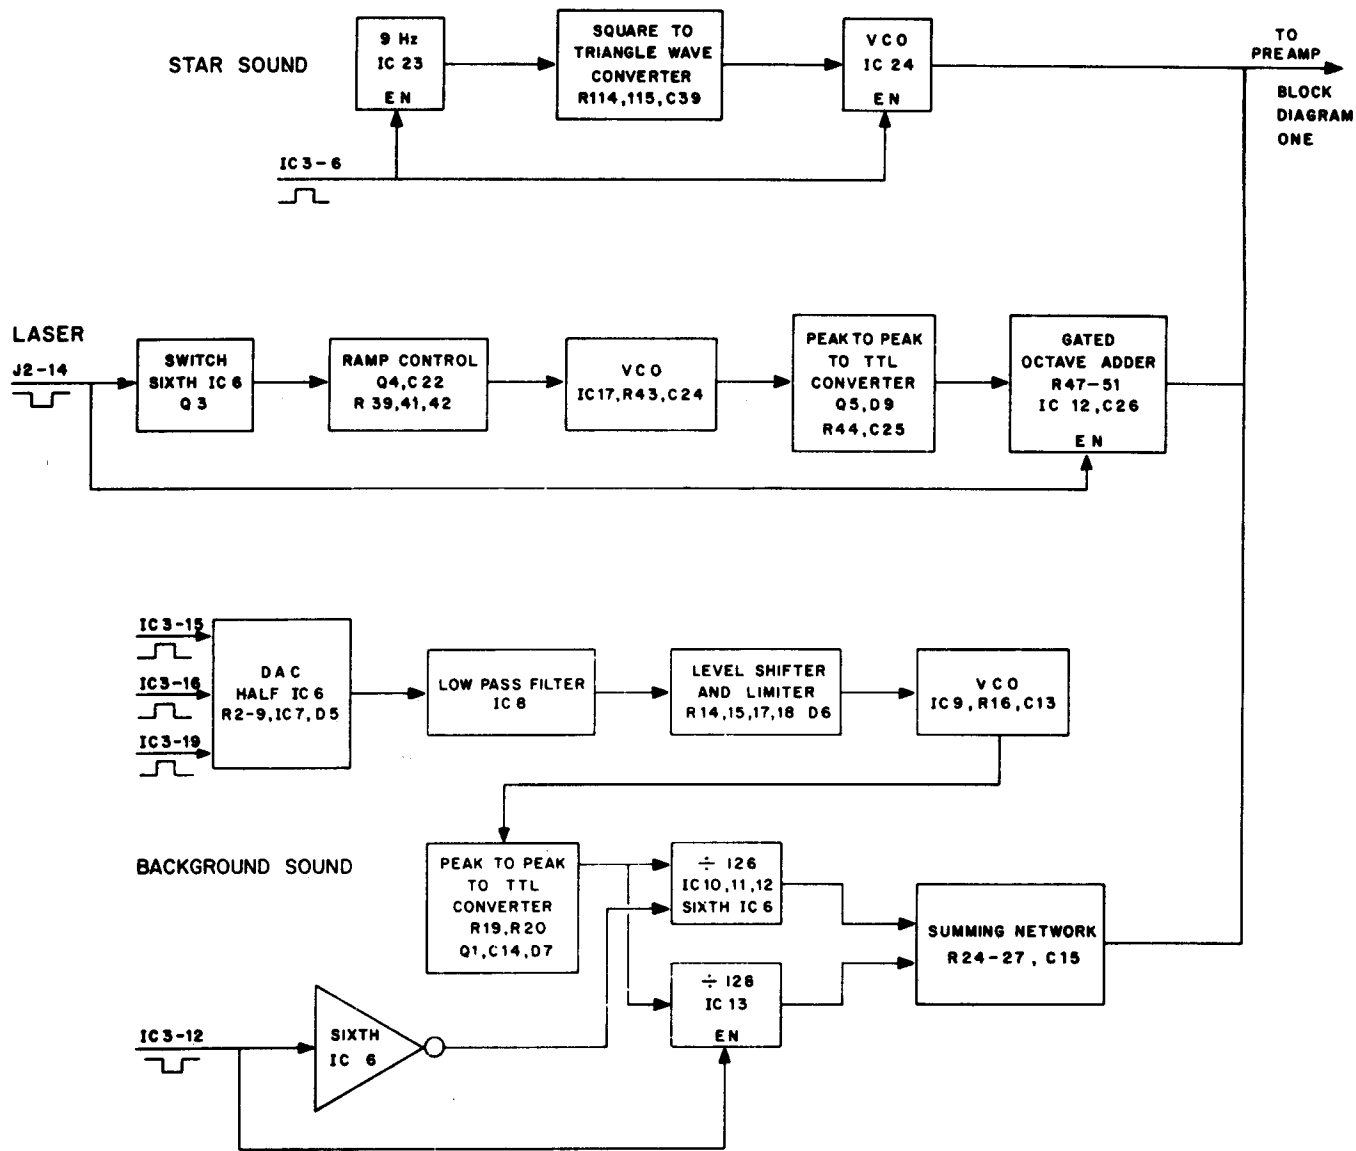 STAR SOUND
9 Hz
IC 23
EN
SQUARE TO
TRIANGLE WAVE
CONVERTER
R114,115,C39
VCO
IC 24
EN
TO
PREAMP
BLOCK
DIAGRAM
ONE
IC3-6
LASER
J2-14
SWITCH
SIXTH IC 6
Q3
RAMP CONTROL
Q4,C22
R 39,41,42
VCO
IC17,R43,C24
PEAK TO PEAK
TO TTL
CONVERTER
Q5,D9
R44,C25
GATED
OCTAVE ADDER
R47-51
IC 12,C26
EN
IC3-15
IC3-16
IC3-19
DAC
HALF IC 6
R2-9,IC7,D5
LOW PASS FILTER
IC 8
LEVEL SHIFTER
AND LIMITER
R14,15,17,18 D6
VCO
IC9,R16,C13
BACKGROUND SOUND
PEAK TO PEAK
TO TTL
CONVERTER
R19,R20
Q1,C14,D7
÷ 126
IC10,11,12
SIXTH IC 6
÷ 128
IC 13
EN
SUMMING NETWORK
R24-27, C15
IC3-12
SIXTH
IC 6